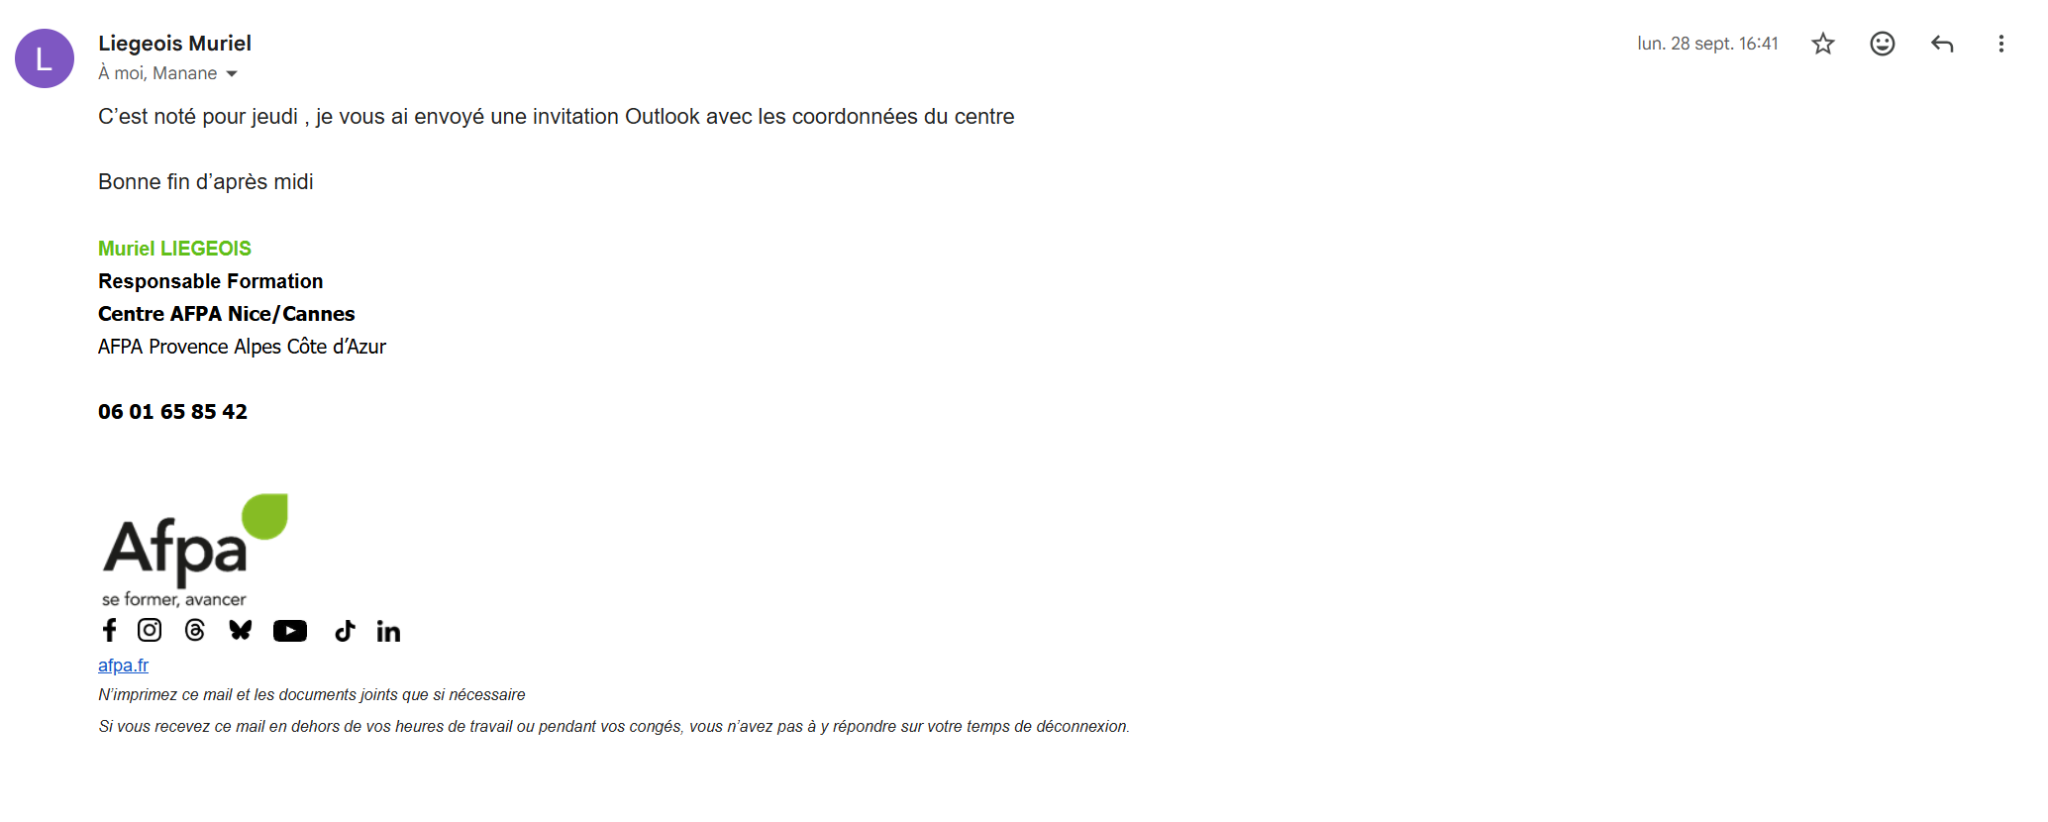 Liegeois Muriel
lun. 28 sept. 16:41
À moi, Manane
L
C’est noté pour jeudi , je vous ai envoyé une invitation Outlook avec les coordonnées du centre
Bonne fin d’après midi
Muriel LIEGEOIS
Responsable Formation
Centre AFPA Nice/Cannes
AFPA Provence Alpes Côte d’Azur
06 01 65 85 42
Afpa
se former, avancer
afpa.fr
N’imprimez ce mail et les documents joints que si nécessaire
Si vous recevez ce mail en dehors de vos heures de travail ou pendant vos congés, vous n’avez pas à y répondre sur votre temps de déconnexion.